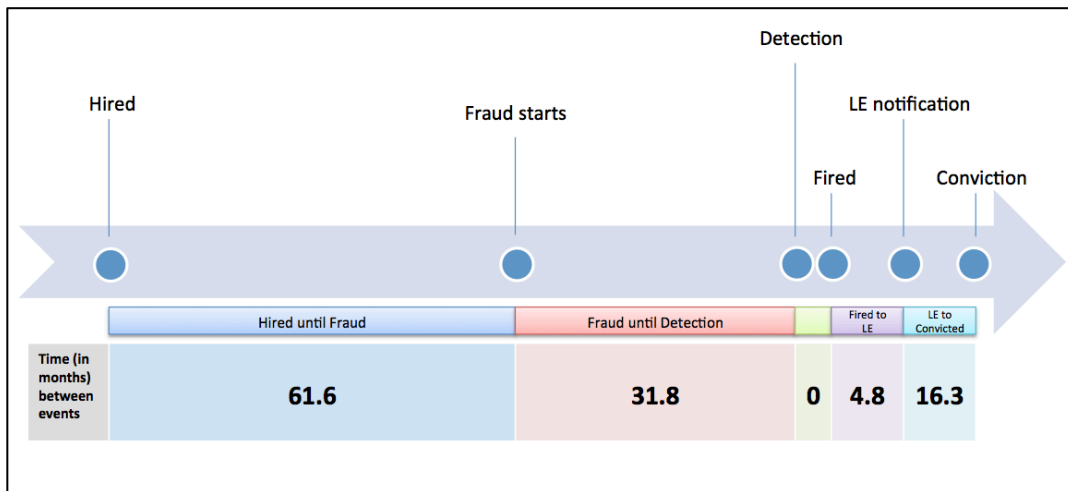 Detection
Hired
Fraud starts
LE notification
Fired
Conviction
Hired until Fraud
Fraud until Detection
Fired to
LE
LE to
Convicted
Time (in
months)
between
events
61.6
31.8
0
4.8
16.3